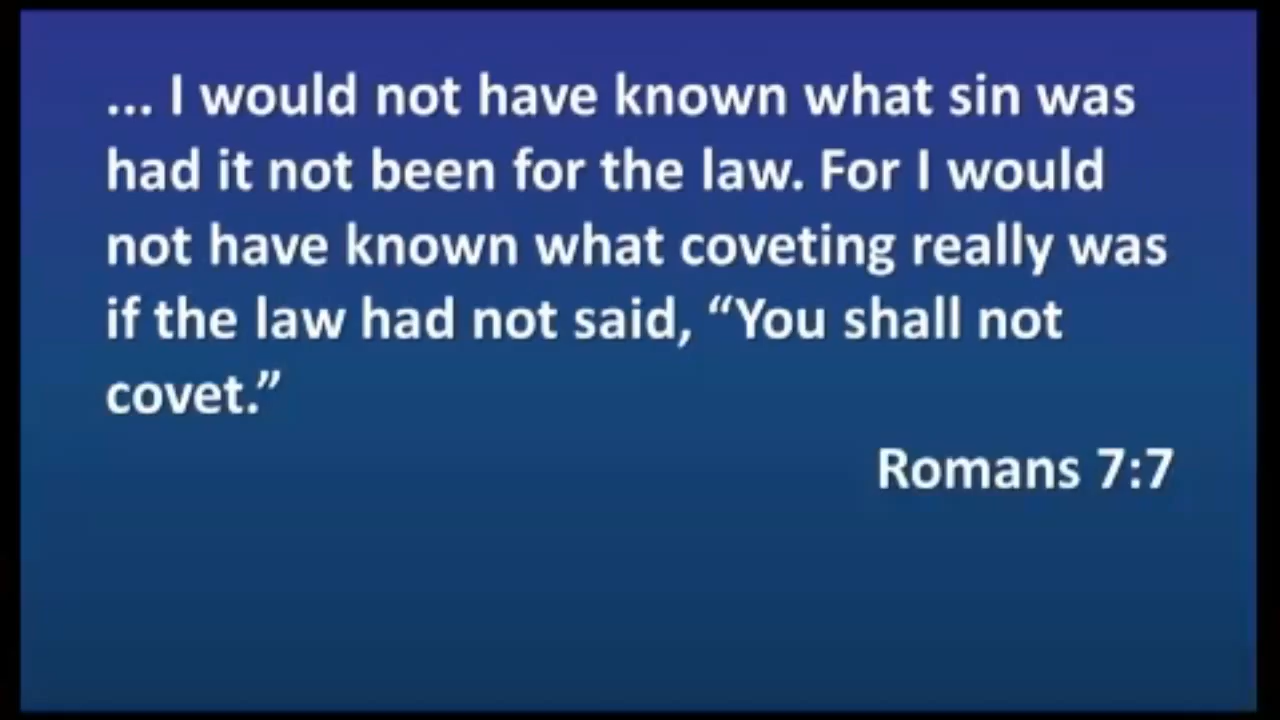 ... I would not have known what sin was
had it not been for the law. For I would
not have known what coveting really was
if the law had not said, “You shall not
covet.”
Romans 7:7